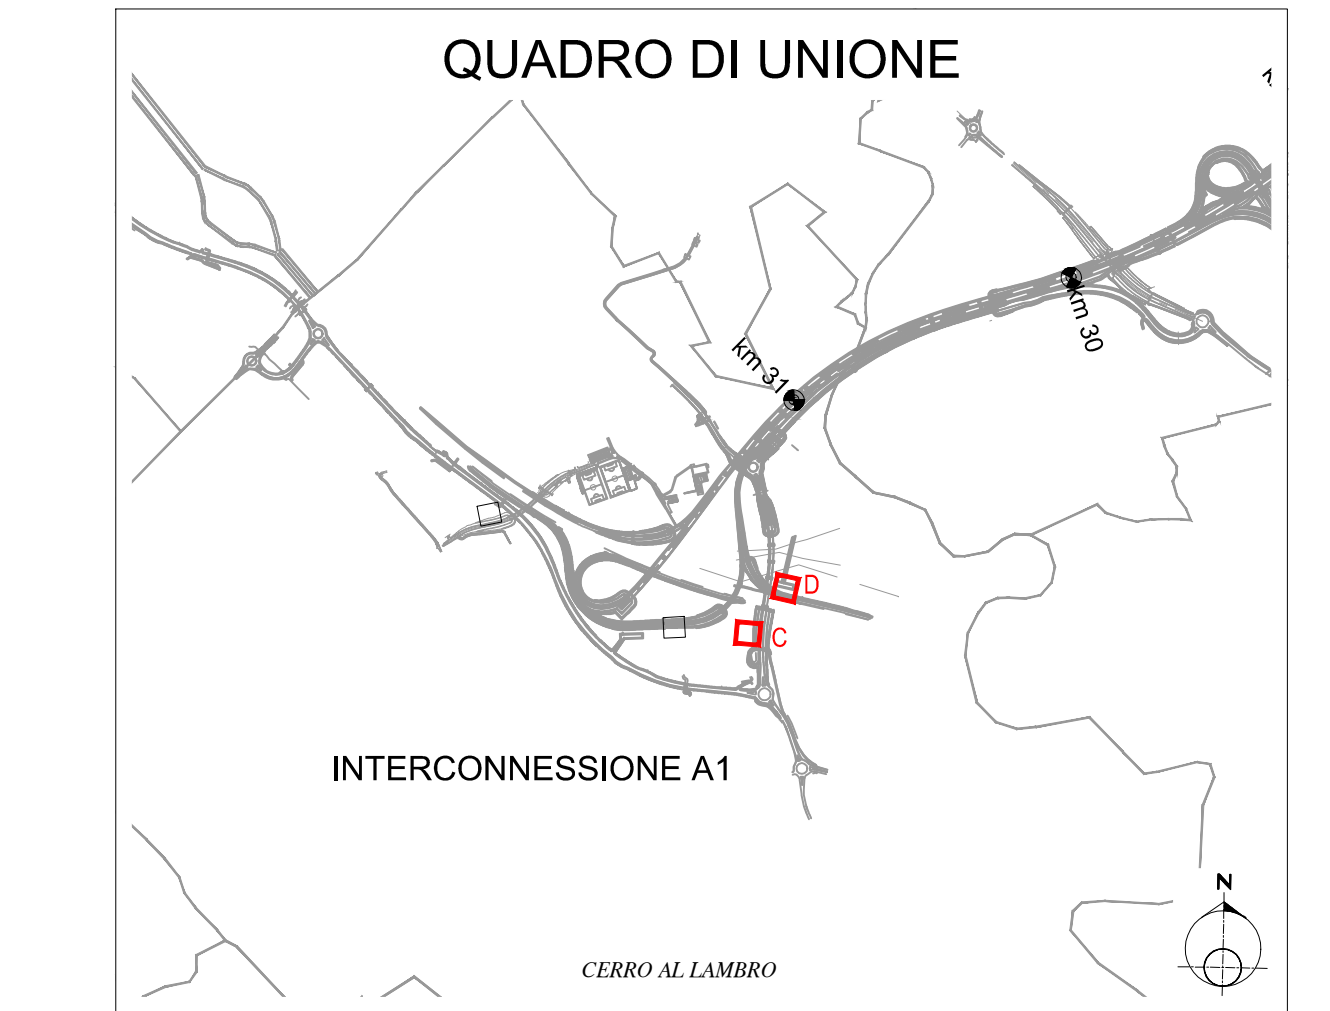 QUADRO DI UNIONE
km 30
km 31
D
C
INTERCONNESSIONE A1
N
CERRO AL LAMBRO